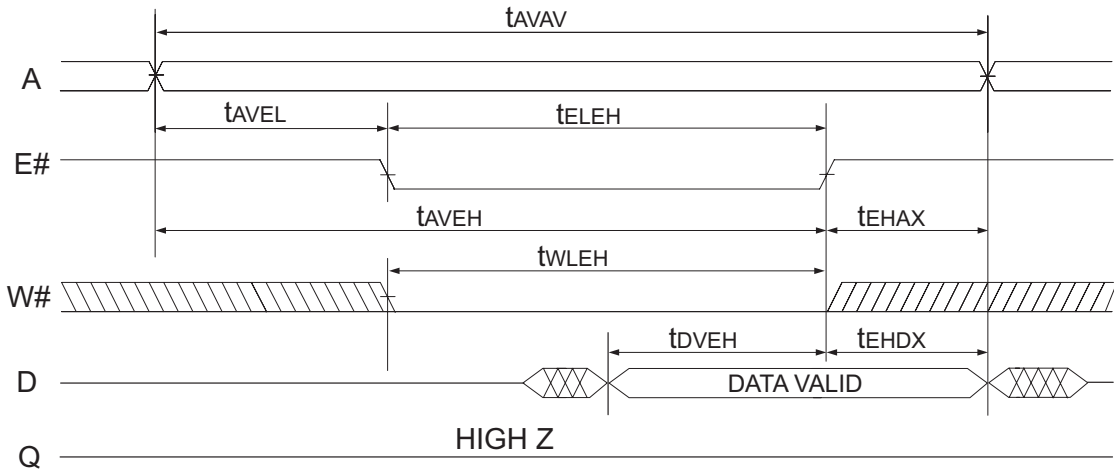 tAVAV
A
tAVEL tELEH
E#
tAVEH tEHAX
tWLEH
W#
tDVEH tEHDX
D DATA VALID
HIGH Z
Q